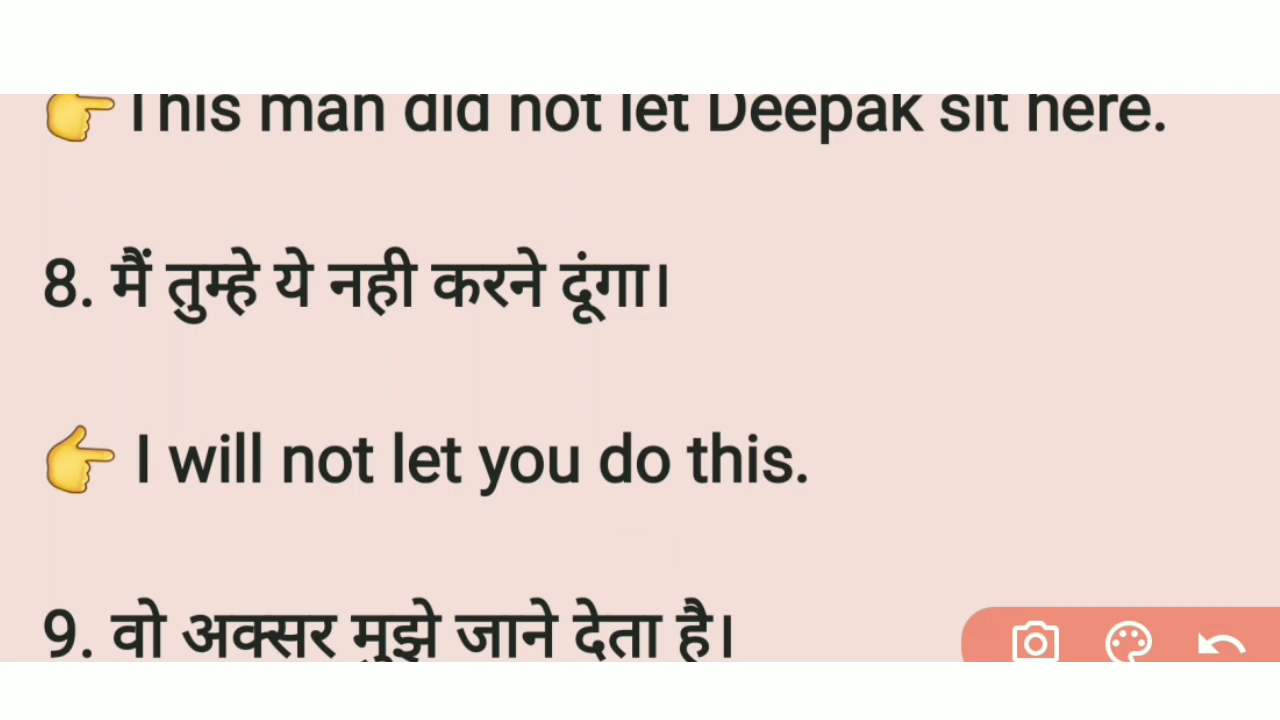 👉This man did not let Deepak sit here.
8. मैं तुम्हे ये नही करने दूंगा।
👉 I will not let you do this.
9. वो अक्सर मुझे जाने देता है।